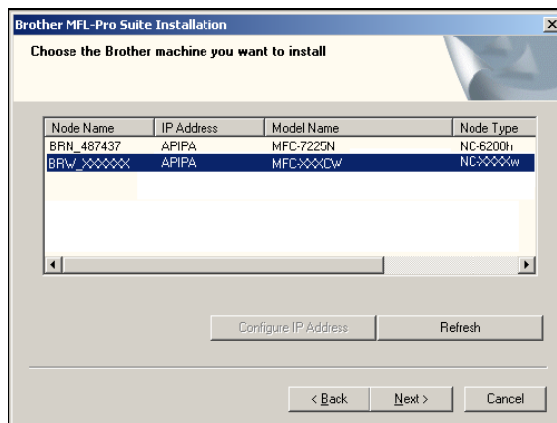 Brother MFL-Pro Suite Installation
Choose the Brother machine you want to install
Node Name IP Address Model Name Node Type
BRN_487437 APIPA MFC-7225N NC-6200h
BRW_XXXXXX APIPA MFC-XXXCW NC-XXXXw
Configure IP Address Refresh
< Back Next > Cancel